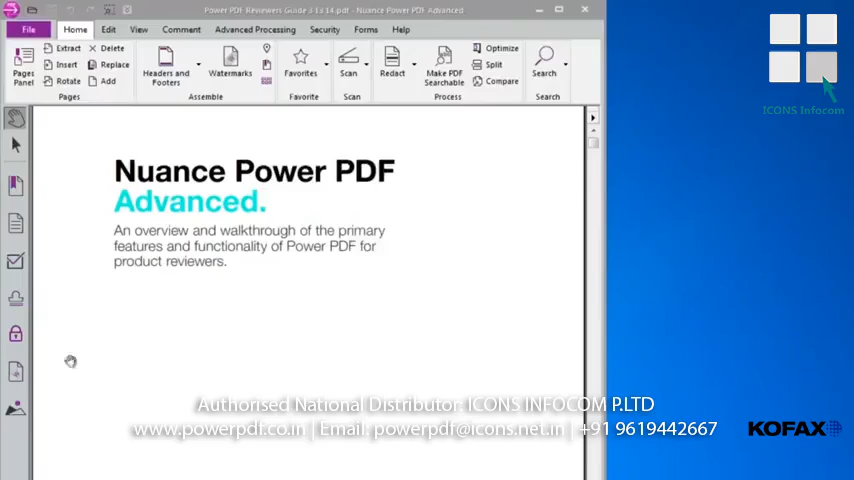 Power PDF Reviewers Guide 3 13 14.pdf - Nuance Power PDF Advanced
File Home Edit View Comment Advanced Processing Security Forms Help
Pages Panel
Extract Delete
Insert Replace
Rotate Add
Pages
Headers and Footers
Watermarks
Assemble
Favorites
Favorite
Scan
Scan
Redact
Make PDF Searchable
Optimize
Split
Compare
Process
Search
Search
Nuance Power PDF
Advanced.
An overview and walkthrough of the primary
features and functionality of Power PDF for
product reviewers.
ICONS Infocom
Authorised National Distributor: ICONS INFOCOM P.LTD
www.powerpdf.co.in | Email: powerpdf@icons.net.in | +91 9619442667
KOFAX